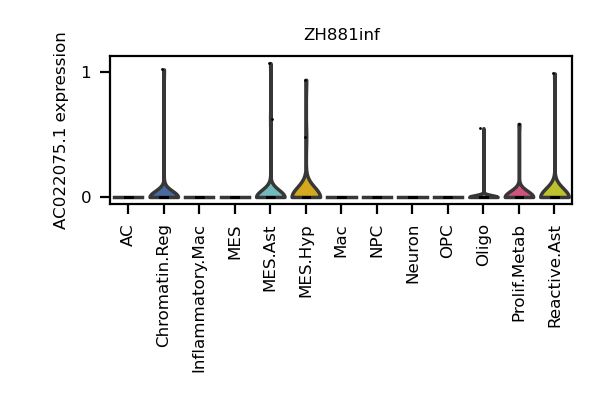 ZH881inf
AC022075.1 expression
1
0
AC
Chromatin.Reg
Inflammatory.Mac
MES
MES.Ast
MES.Hyp
Mac
NPC
Neuron
OPC
Oligo
Prolif.Metab
Reactive.Ast